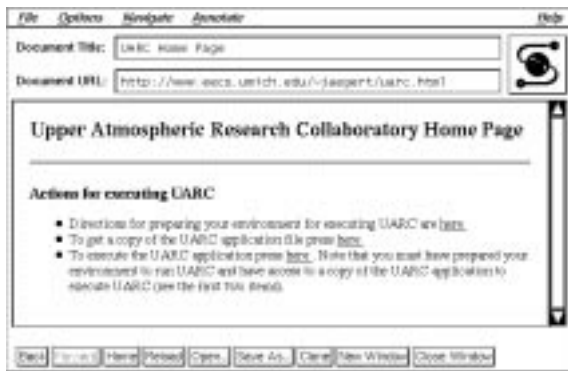 File Options Navigate Annotate Help
Document Title: UARC Home Page
Document URL: http://www.eecs.umich.edu/~jaspert/uarc.html
Upper Atmospheric Research Collaboratory Home Page
Actions for executing UARC
Directions for preparing your environment for executing UARC are here.
To get a copy of the UARC application file press here.
To execute the UARC application press here. Note that you must have prepared your
environment to run UARC and have access to a copy of the UARC application to
execute UARC (see the first two items).
Back Forward Home Reload Open... Save As... Clone New Window Close Window